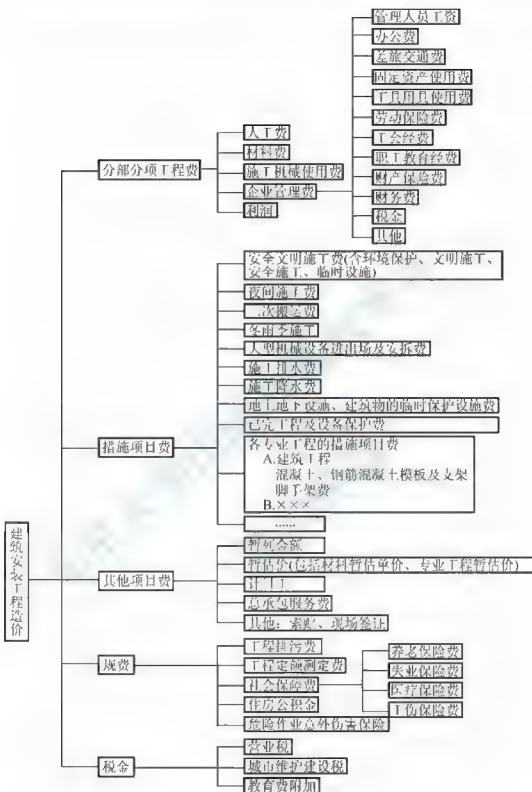 建筑安装工程造价
分部分项工程费
人工费
材料费
施工机械使用费
企业管理费
利润
管理人员工资
办公费
差旅交通费
固定资产使用费
工具用具使用费
劳动保险费
工会经费
职工教育经费
财产保险费
财务费
税金
其他
措施项目费
安全文明施工费(含环境保护、文明施工、
安全施工、临时设施)
夜间施工费
二次搬运费
冬雨季施工
大型机械设备进出场及安拆费
施工排水费
施工降水费
地上地下设施、建筑物的临时保护设施费
已完工程及设备保护费
各专业工程的措施项目费
A.建筑工程
混凝土、钢筋混凝土模板及支架
脚手架费
B.×××
……
其他项目费
暂列金额
暂估价(包括材料暂估单价、专业工程暂估价)
计日工
总承包服务费
其他：索赔、现场签证
规费
工程排污费
工程定额测定费
社会保障费
住房公积金
危险作业意外伤害保险
养老保险费
失业保险费
医疗保险费
工伤保险费
税金
营业税
城市维护建设税
教育费附加